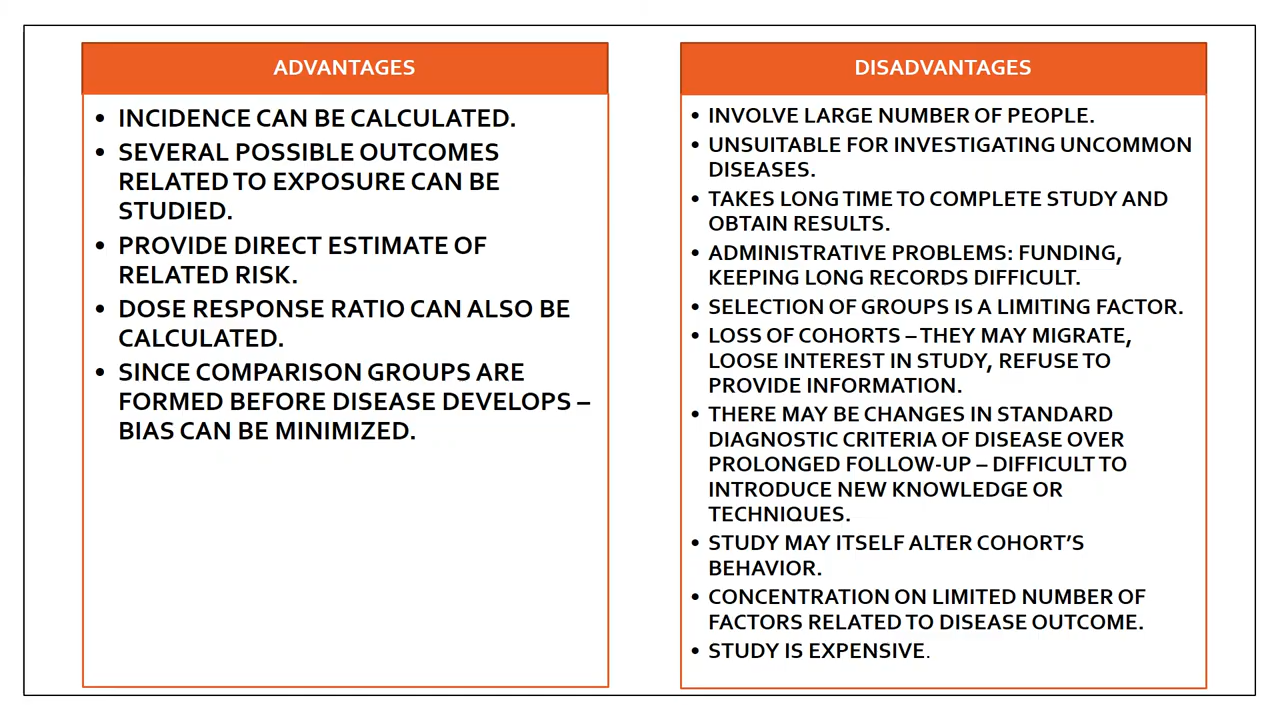 ADVANTAGES
• INCIDENCE CAN BE CALCULATED.
• SEVERAL POSSIBLE OUTCOMES
RELATED TO EXPOSURE CAN BE
STUDIED.
• PROVIDE DIRECT ESTIMATE OF
RELATED RISK.
• DOSE RESPONSE RATIO CAN ALSO BE
CALCULATED.
• SINCE COMPARISON GROUPS ARE
FORMED BEFORE DISEASE DEVELOPS –
BIAS CAN BE MINIMIZED.
DISADVANTAGES
• INVOLVE LARGE NUMBER OF PEOPLE.
• UNSUITABLE FOR INVESTIGATING UNCOMMON
DISEASES.
• TAKES LONG TIME TO COMPLETE STUDY AND
OBTAIN RESULTS.
• ADMINISTRATIVE PROBLEMS: FUNDING,
KEEPING LONG RECORDS DIFFICULT.
• SELECTION OF GROUPS IS A LIMITING FACTOR.
• LOSS OF COHORTS – THEY MAY MIGRATE,
LOOSE INTEREST IN STUDY, REFUSE TO
PROVIDE INFORMATION.
• THERE MAY BE CHANGES IN STANDARD
DIAGNOSTIC CRITERIA OF DISEASE OVER
PROLONGED FOLLOW-UP – DIFFICULT TO
INTRODUCE NEW KNOWLEDGE OR
TECHNIQUES.
• STUDY MAY ITSELF ALTER COHORT’S
BEHAVIOR.
• CONCENTRATION ON LIMITED NUMBER OF
FACTORS RELATED TO DISEASE OUTCOME.
• STUDY IS EXPENSIVE.